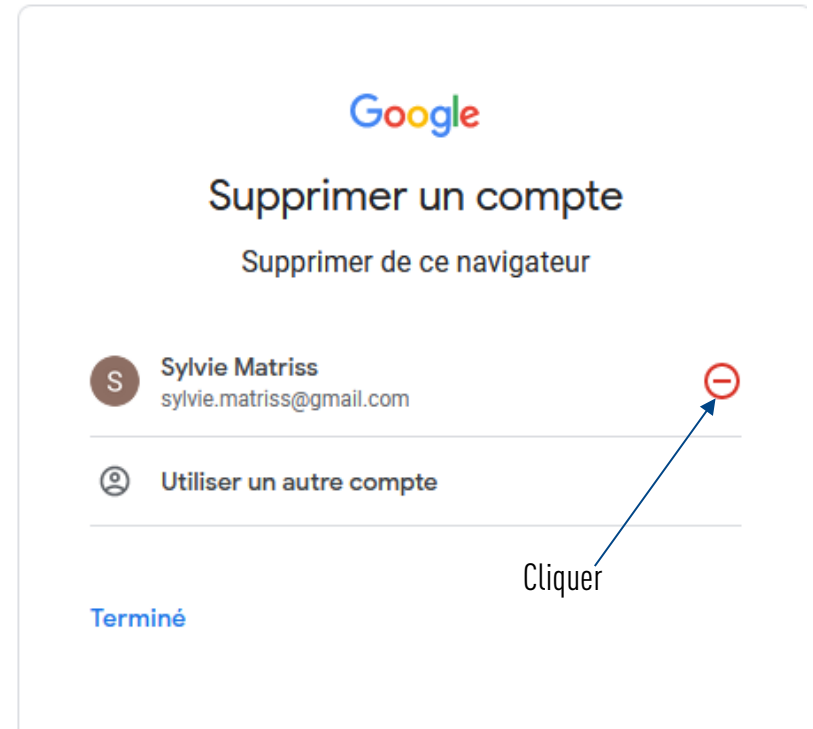 Google
Supprimer un compte
Supprimer de ce navigateur
S
Sylvie Matriss
sylvie.matriss@gmail.com
Utiliser un autre compte
Cliquer
Terminé